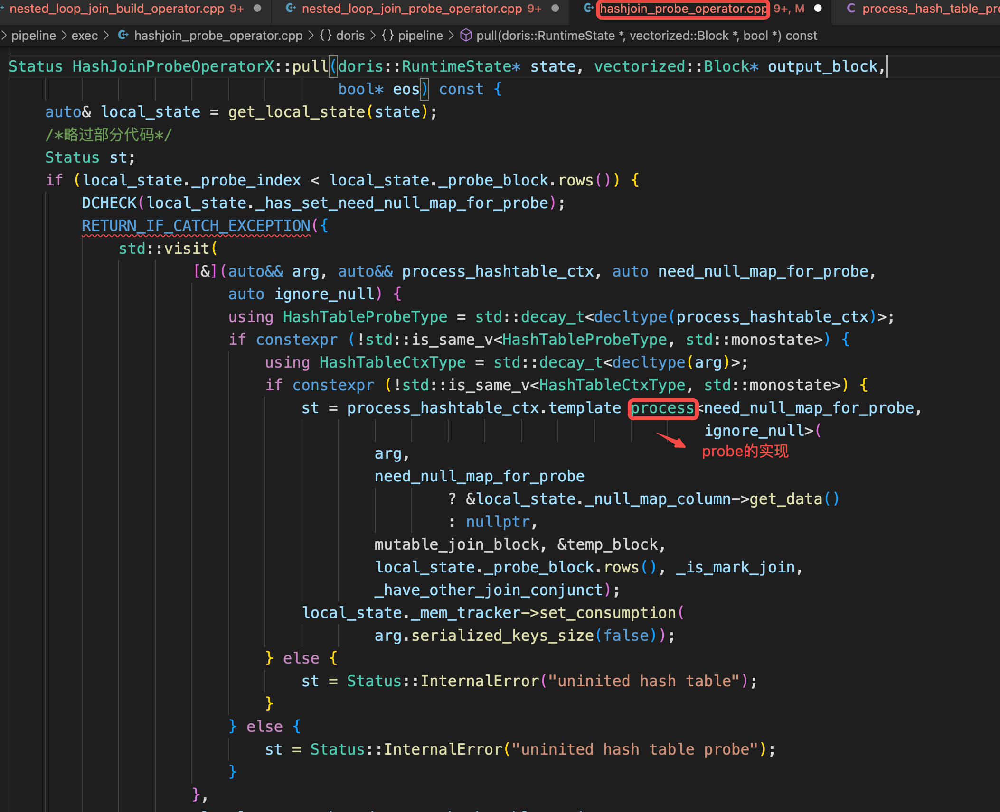 nested_loop_join_build_operator.cpp 9+ nested_loop_join_probe_operator.cpp 9+ hashjoin_probe_operator.cpp 9+, M process_hash_table_pro
pipeline > exec > hashjoin_probe_operator.cpp > {} doris > {} pipeline > pull(doris::RuntimeState *, vectorized::Block *, bool *) const
Status HashJoinProbeOperatorX::pull(doris::RuntimeState* state, vectorized::Block* output_block,
bool* eos) const {
auto& local_state = get_local_state(state);
/*略过部分代码*/
Status st;
if (local_state._probe_index < local_state._probe_block.rows()) {
DCHECK(local_state._has_set_need_null_map_for_probe);
RETURN_IF_CATCH_EXCEPTION({
std::visit(
[&](auto&& arg, auto&& process_hashtable_ctx, auto need_null_map_for_probe,
auto ignore_null) {
using HashTableProbeType = std::decay_t<decltype(process_hashtable_ctx)>;
if constexpr (!std::is_same_v<HashTableProbeType, std::monostate>) {
using HashTableCtxType = std::decay_t<decltype(arg)>;
if constexpr (!std::is_same_v<HashTableCtxType, std::monostate>) {
st = process_hashtable_ctx.template process<need_null_map_for_probe,
ignore_null>(
probe的实现
arg,
need_null_map_for_probe
? &local_state._null_map_column->get_data()
: nullptr,
mutable_join_block, &temp_block,
local_state._probe_block.rows(), _is_mark_join,
_have_other_join_conjunct);
local_state._mem_tracker->set_consumption(
arg.serialized_keys_size(false));
} else {
st = Status::InternalError("uninited hash table");
}
} else {
st = Status::InternalError("uninited hash table probe");
}
},